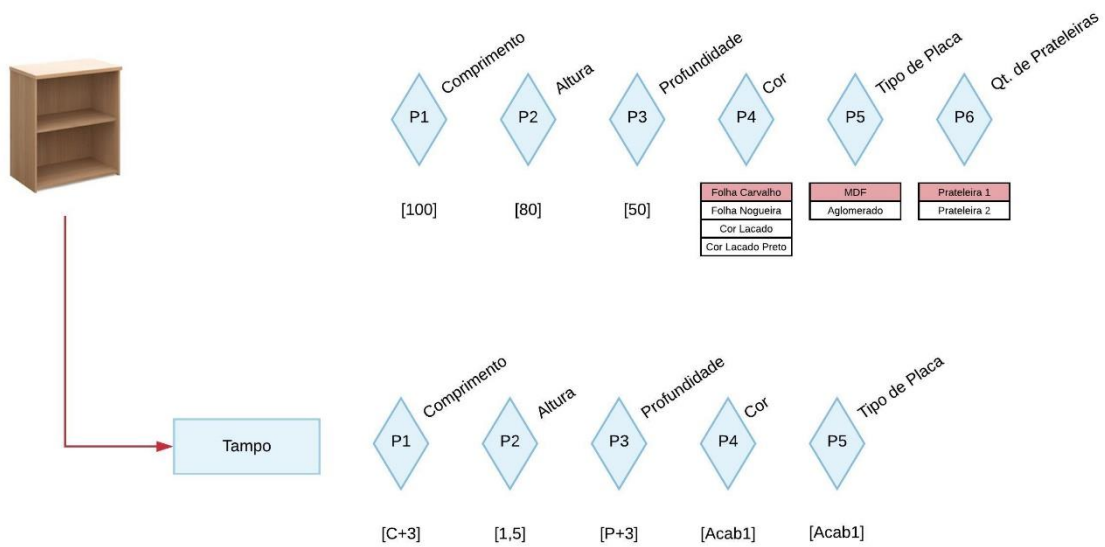 Comprimento
Altura
Profundidade
Cor
Tipo de Placa
Qt. de Prateleiras
P1
P2
P3
P4
P5
P6
[100]
[80]
[50]
Folha Carvalho
Folha Nogueira
Cor Lacado
Cor Lacado Preto
MDF
Aglomerado
Prateleira 1
Prateleira 2
Comprimento
Altura
Profundidade
Cor
Tipo de Placa
Tampo
P1
P2
P3
P4
P5
[C+3]
[1,5]
[P+3]
[Acab1]
[Acab1]